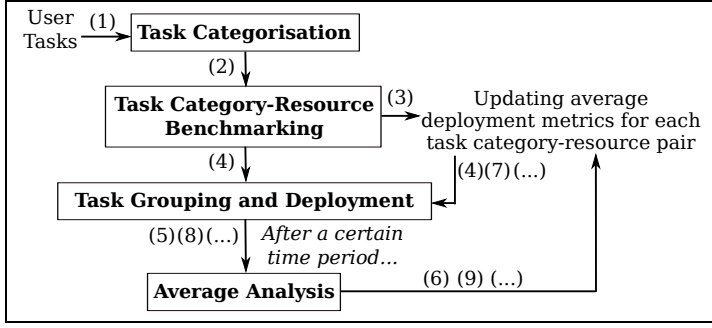 User
Tasks
(1)
Task Categorisation
(2)
Task Category-Resource
Benchmarking
(3)
Updating average
deployment metrics for each
task category-resource pair
(4)
(4)(7)(...)
Task Grouping and Deployment
(5)(8)(...)
After a certain
time period...
Average Analysis
(6) (9) (...)